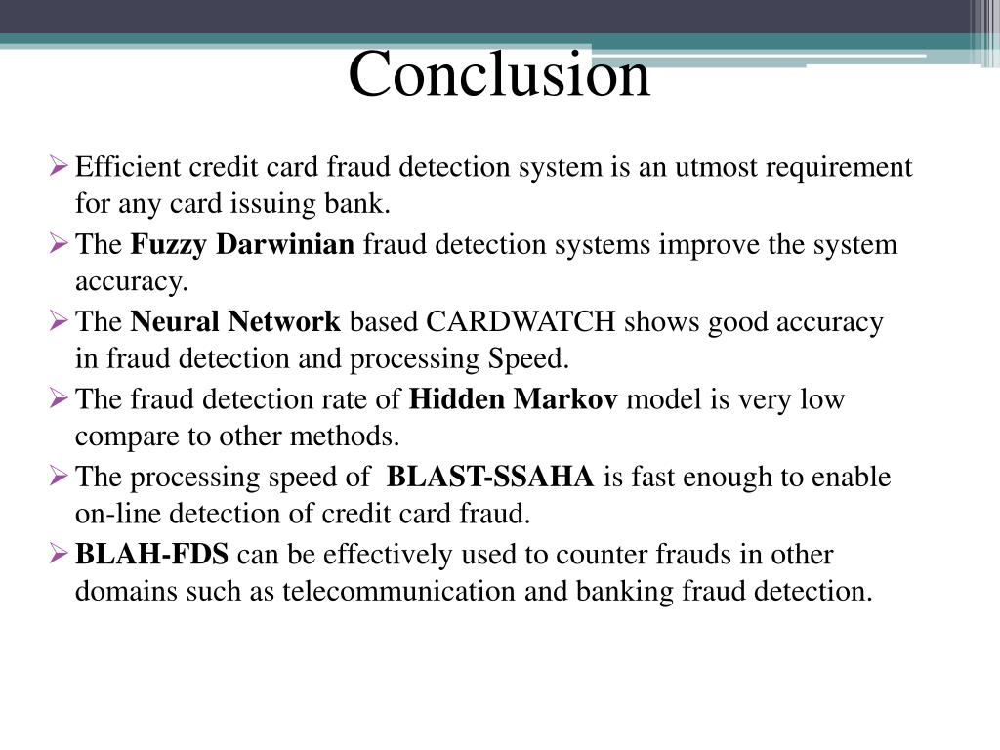 Conclusion
Efficient credit card fraud detection system is an utmost requirement
for any card issuing bank.
The Fuzzy Darwinian fraud detection systems improve the system
accuracy.
The Neural Network based CARDWATCH shows good accuracy
in fraud detection and processing Speed.
The fraud detection rate of Hidden Markov model is very low
compare to other methods.
The processing speed of  BLAST-SSAHA is fast enough to enable
on-line detection of credit card fraud.
BLAH-FDS can be effectively used to counter frauds in other
domains such as telecommunication and banking fraud detection.